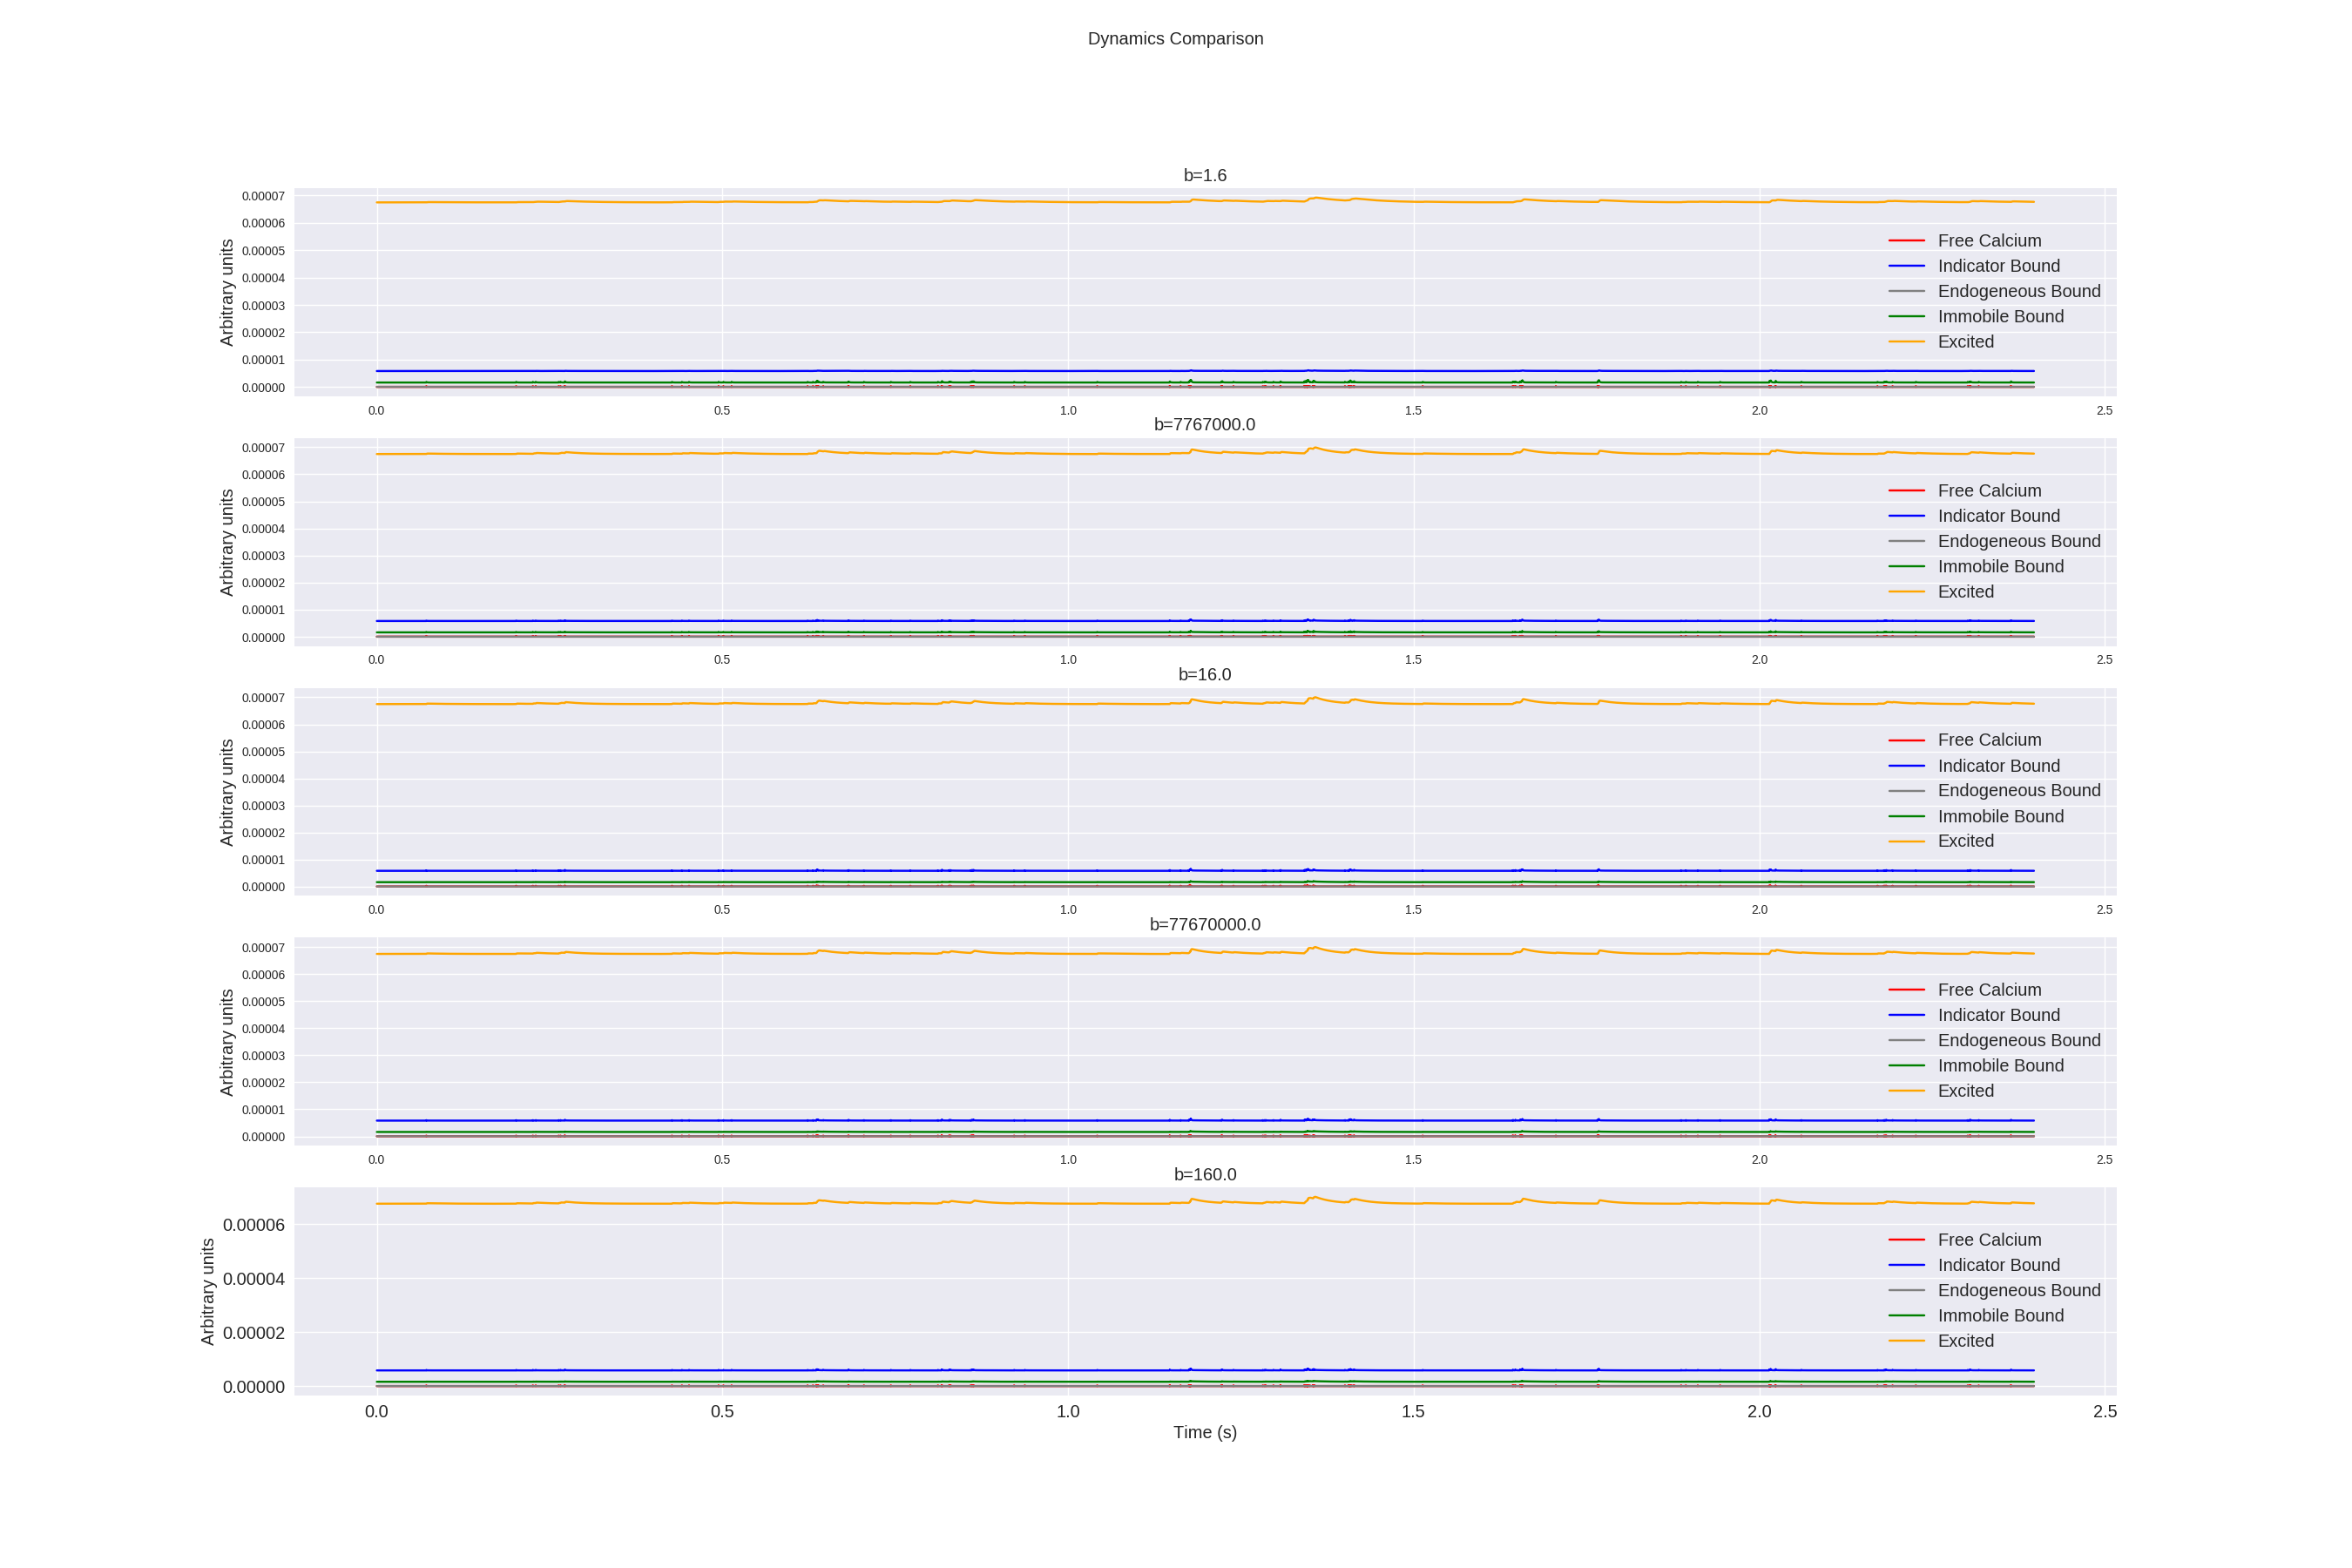 Dynamics Comparison
b=1.6
0.00007
0.00006
0.00005
0.00004
0.00003
0.00002
0.00001
0.00000
Arbitrary units
Free Calcium
Indicator Bound
Endogeneous Bound
Immobile Bound
Excited
0.0 0.5 1.0 1.5 2.0 2.5
b=7767000.0
0.00007
0.00006
0.00005
0.00004
0.00003
0.00002
0.00001
0.00000
Arbitrary units
Free Calcium
Indicator Bound
Endogeneous Bound
Immobile Bound
Excited
0.0 0.5 1.0 1.5 2.0 2.5
b=16.0
0.00007
0.00006
0.00005
0.00004
0.00003
0.00002
0.00001
0.00000
Arbitrary units
Free Calcium
Indicator Bound
Endogeneous Bound
Immobile Bound
Excited
0.0 0.5 1.0 1.5 2.0 2.5
b=77670000.0
0.00007
0.00006
0.00005
0.00004
0.00003
0.00002
0.00001
0.00000
Arbitrary units
Free Calcium
Indicator Bound
Endogeneous Bound
Immobile Bound
Excited
0.0 0.5 1.0 1.5 2.0 2.5
b=160.0
0.00006
0.00004
0.00002
0.00000
Arbitrary units
Free Calcium
Indicator Bound
Endogeneous Bound
Immobile Bound
Excited
0.0 0.5 1.0 1.5 2.0 2.5
Time (s)